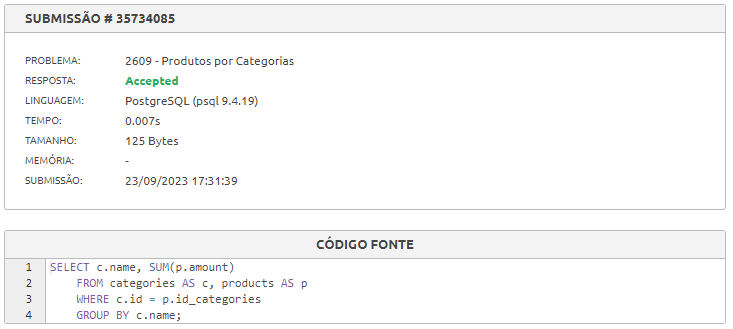 SUBMISSÃO # 35734085
PROBLEMA: 2609 - Produtos por Categorias
RESPOSTA: Accepted
LINGUAGEM: PostgreSQL (psql 9.4.19)
TEMPO: 0.007s
TAMANHO: 125 Bytes
MEMÓRIA: -
SUBMISSÃO: 23/09/2023 17:31:39
CÓDIGO FONTE
1 SELECT c.name, SUM(p.amount)
2 FROM categories AS c, products AS p
3 WHERE c.id = p.id_categories
4 GROUP BY c.name;